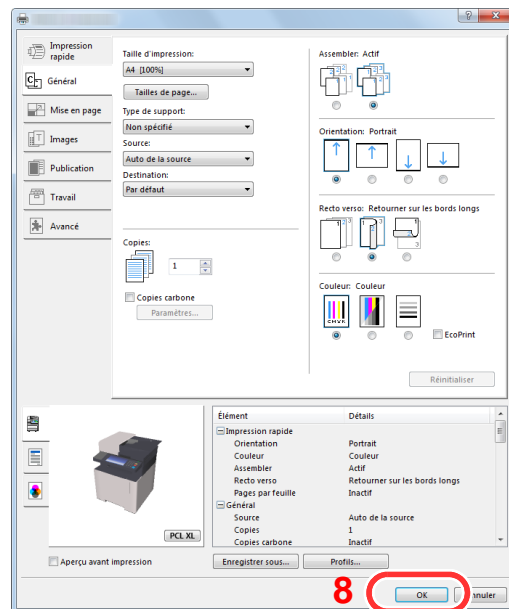 Impression
rapide
Général
Mise en page
Images
Publication
Travail
Avancé
Taille d'impression:
A4 [100%]
Tailles de page...
Type de support:
Non spécifié
Source:
Auto de la source
Destination:
Par défaut
Copies:
1
Copies carbone
Paramètres...
Assembler: Actif
Orientation: Portrait
Recto verso: Retourner sur les bords longs
Couleur: Couleur
CMYK
EcoPrint
Réinitialiser
PCL XL
Aperçu avant impression
Élément Détails
Impression rapide
Orientation Portrait
Couleur Couleur
Assembler Actif
Recto verso Retourner sur les bords longs
Pages par feuille Inactif
Général
Source Auto de la source
Copies 1
Copies carbone Inactif
Enregistrer sous... Profils...
8 OK nnuler